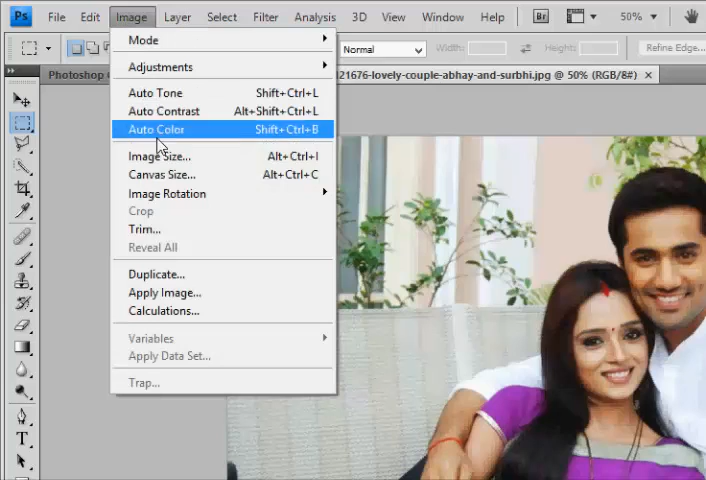 Ps File Edit Image Layer Select Filter Analysis 3D View Window Help Br 50%
Normal Width: Height: Refine Edge...
Photoshop 21676-lovely-couple-abhay-and-surbhi.jpg @ 50% (RGB/8#) ×
Mode
Adjustments
Auto Tone Shift+Ctrl+L
Auto Contrast Alt+Shift+Ctrl+L
Auto Color Shift+Ctrl+B
Image Size... Alt+Ctrl+I
Canvas Size... Alt+Ctrl+C
Image Rotation
Crop
Trim...
Reveal All
Duplicate...
Apply Image...
Calculations...
Variables
Apply Data Set...
Trap...
T